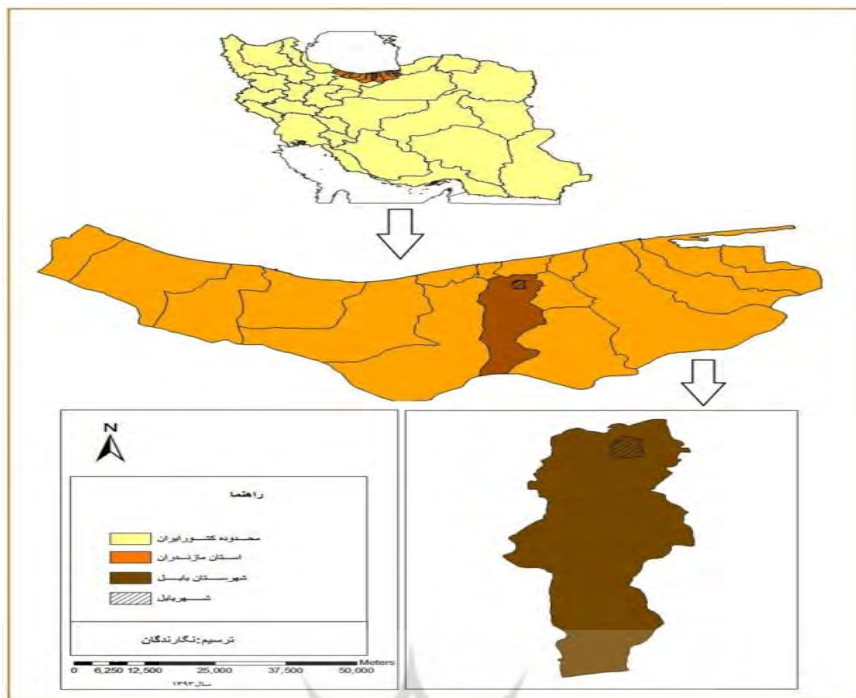 N
راهنما
محدوده کشور ایران
استان مازندران
شهرستان بابل
شهر بابل
ترسیم: نگارندگان
Meters
0 6,250 12,500 25,000 37,500 50,000
سال ۱۳۹۳